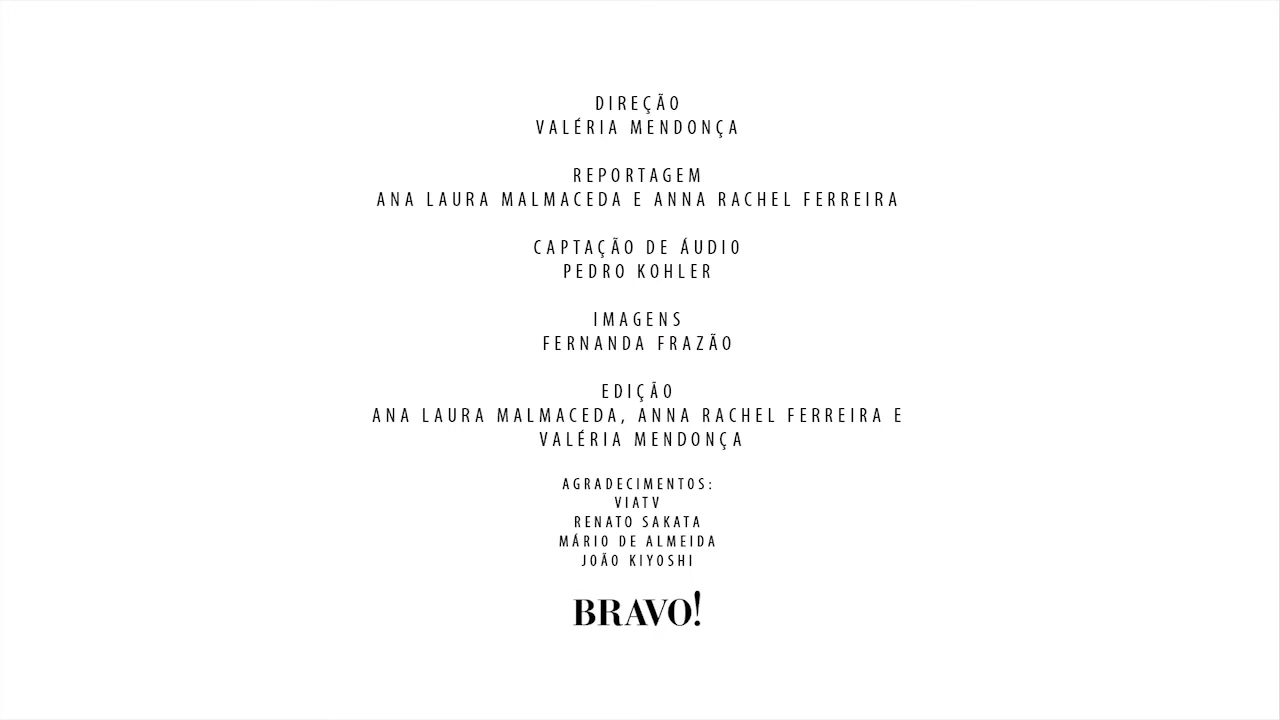 DIREÇÃO
VALÉRIA MENDONÇA
REPORTAGEM
ANA LAURA MALMACEDA E ANNA RACHEL FERREIRA
CAPTAÇÃO DE ÁUDIO
PEDRO KOHLER
IMAGENS
FERNANDA FRAZÃO
EDIÇÃO
ANA LAURA MALMACEDA, ANNA RACHEL FERREIRA E
VALÉRIA MENDONÇA
AGRADECIMENTOS:
VIATV
RENATO SAKATA
MÁRIO DE ALMEIDA
JOÃO KIYOSHI
BRAVO!